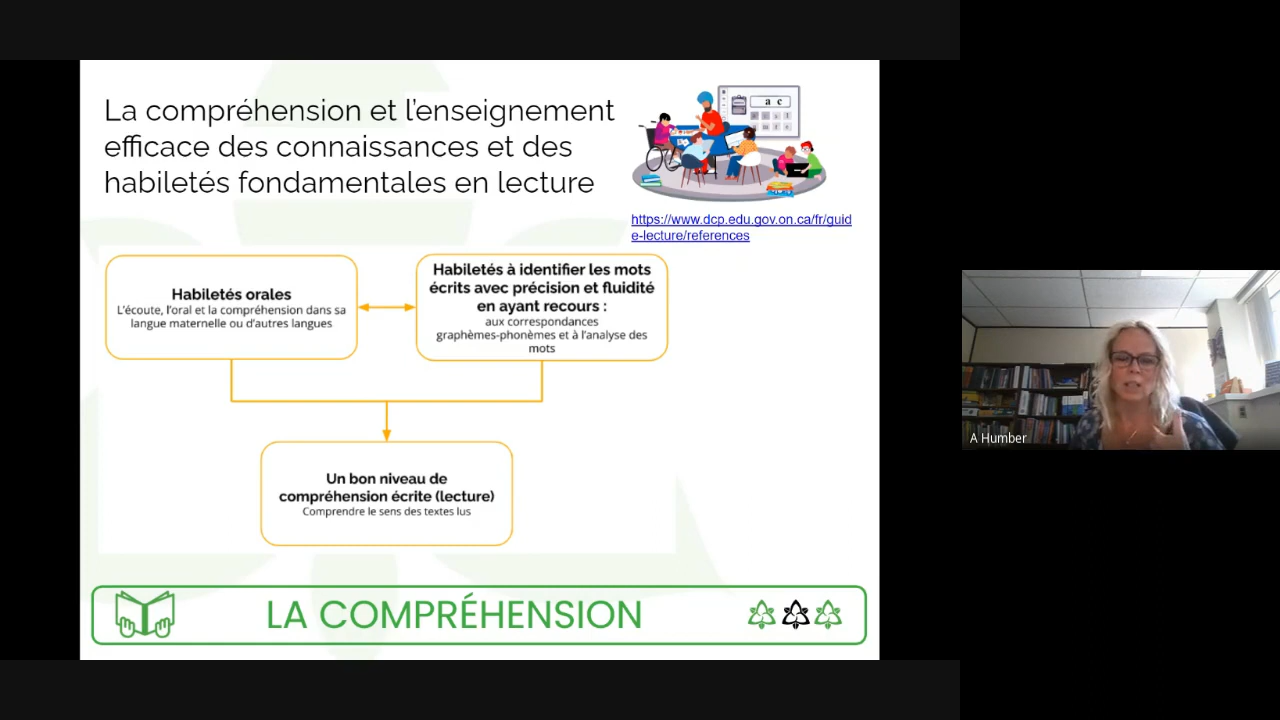 La compréhension et l'enseignement
efficace des connaissances et des
habiletés fondamentales en lecture
a c
https://www.dcp.edu.gov.on.ca/fr/guid
e-lecture/references
Habiletés orales
L'écoute, l'oral et la compréhension dans sa
langue maternelle ou d'autres langues
Habiletés à identifier les mots
écrits avec précision et fluidité
en ayant recours :
aux correspondances
graphèmes-phonèmes et à l'analyse des
mots
Un bon niveau de
compréhension écrite (lecture)
Comprendre le sens des textes lus
LA COMPRÉHENSION
A Humber